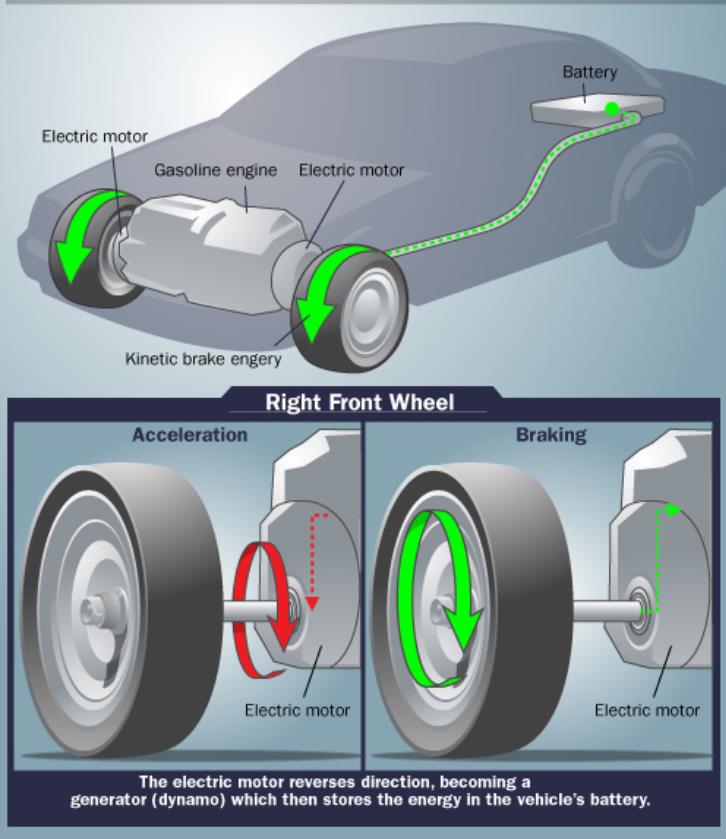 Battery
Electric motor
Gasoline engine
Electric motor
Kinetic brake engery
Right Front Wheel
Acceleration
Braking
Electric motor
Electric motor
The electric motor reverses direction, becoming a
generator (dynamo) which then stores the energy in the vehicle's battery.